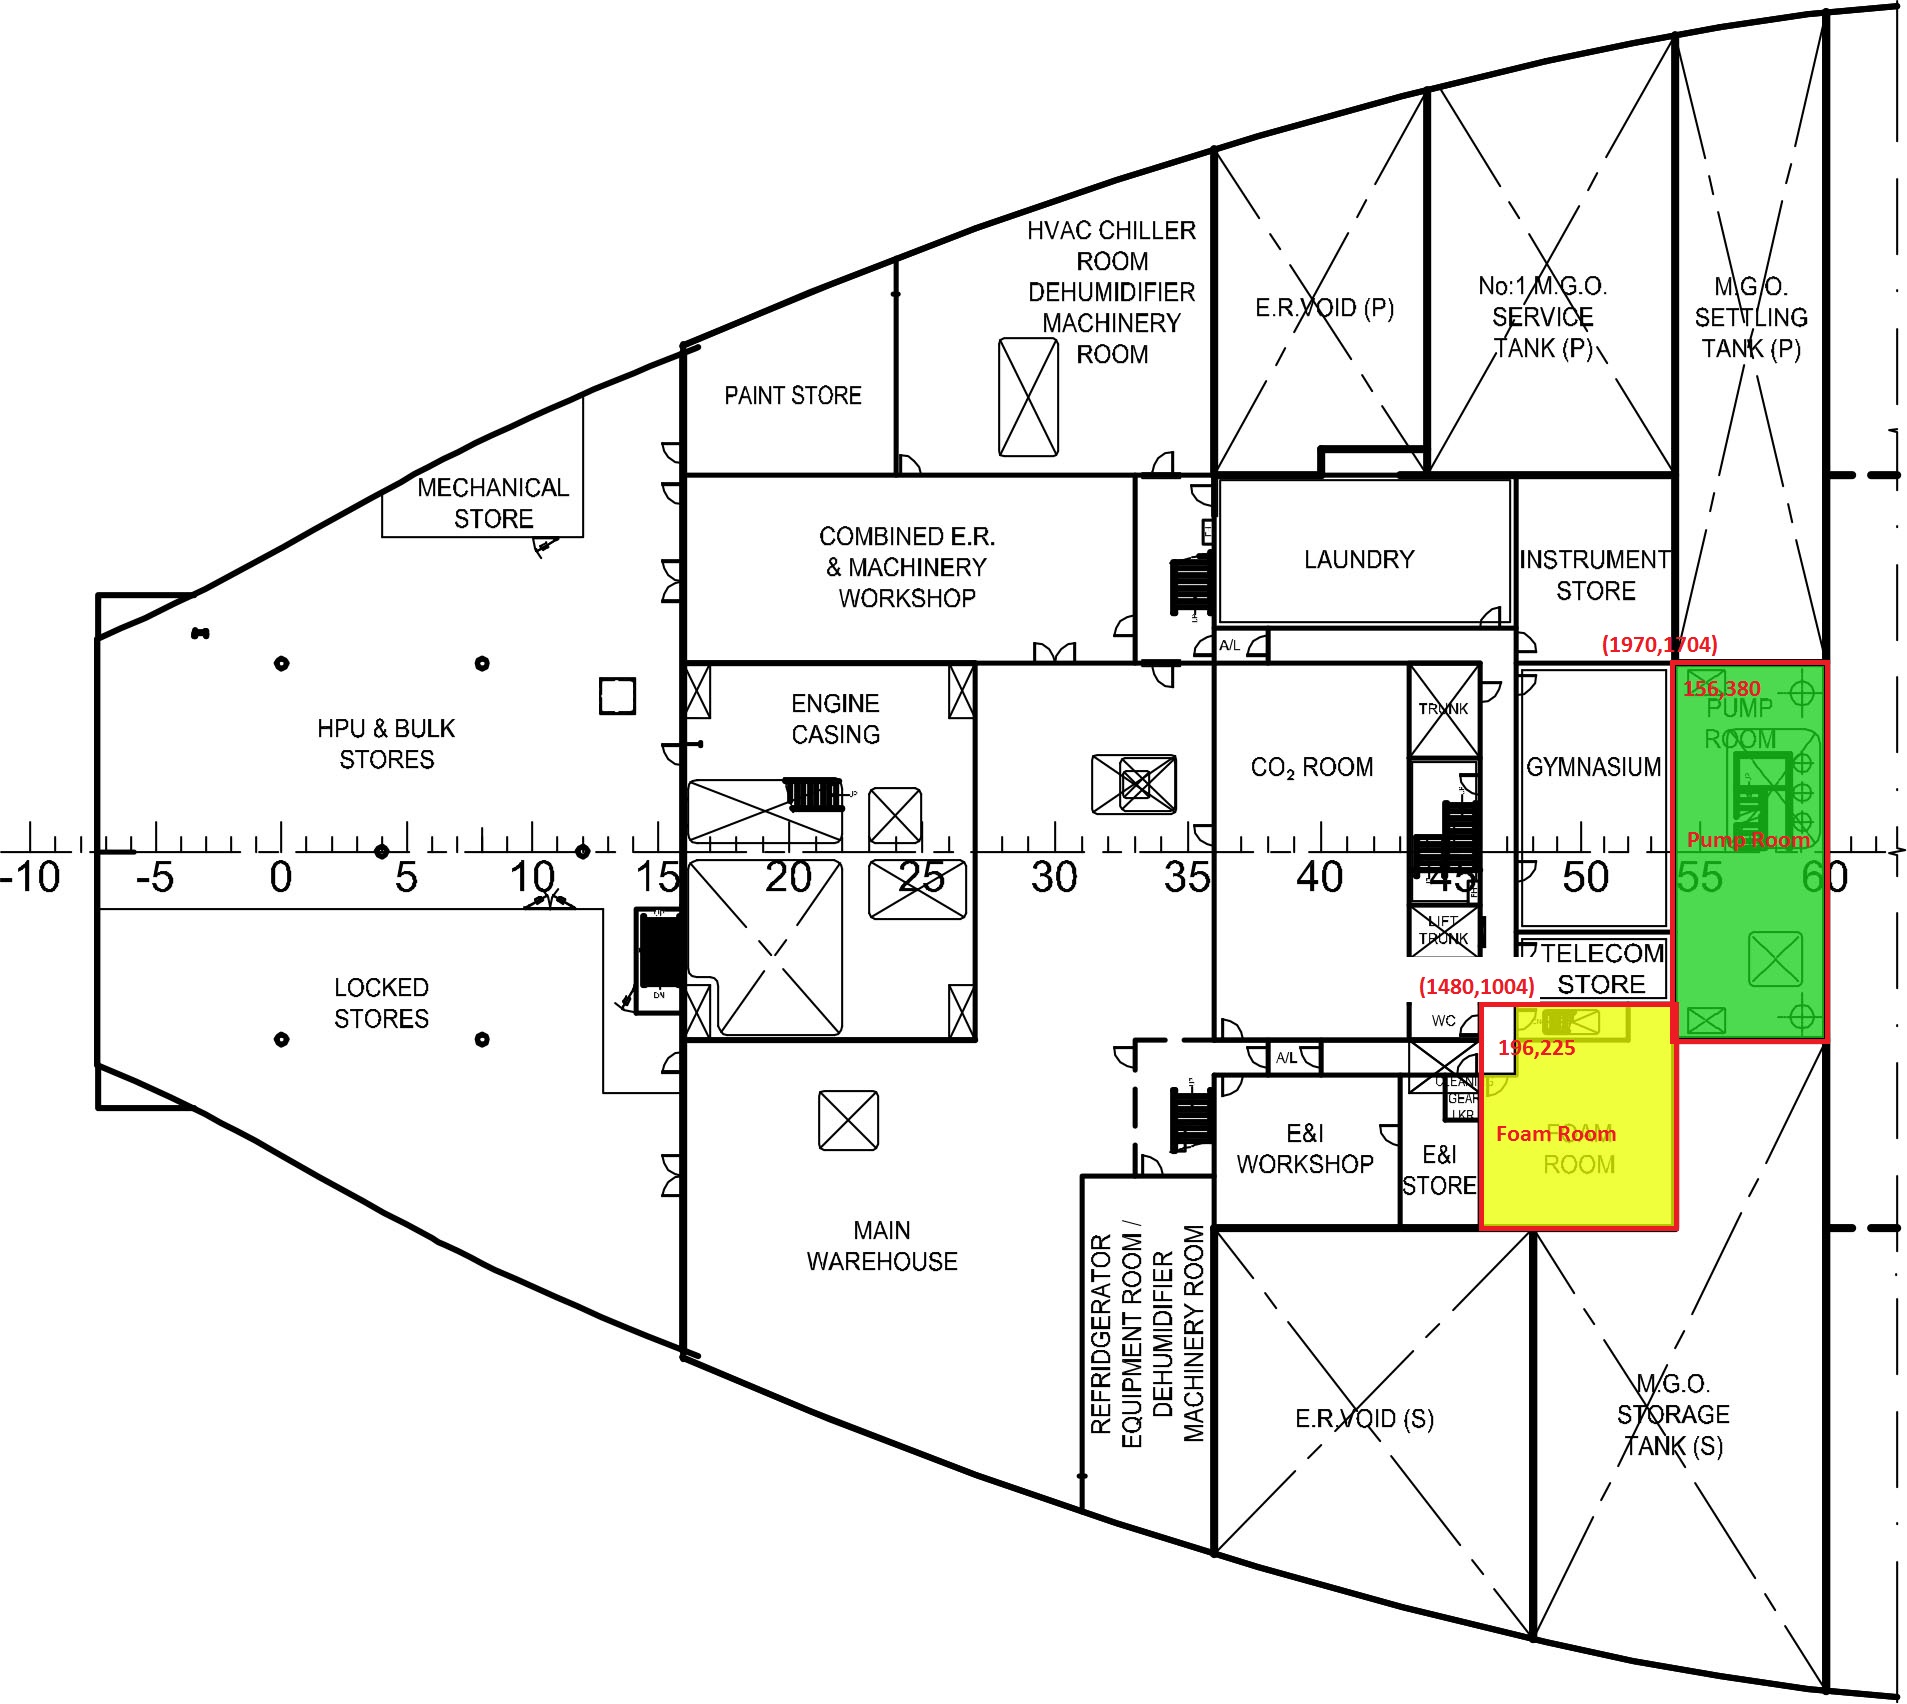 HVAC CHILLER
ROOM
DEHUMIDIFIER
MACHINERY
ROOM
E.R.VOID (P)
No:1 M.G.O.
SERVICE
TANK (P)
M.G.O.
SETTLING
TANK (P)
PAINT STORE
MECHANICAL
STORE
COMBINED E.R.
& MACHINERY
WORKSHOP
LAUNDRY
INSTRUMENT
STORE
A/L
(1970,1704)
156,380
PUMP
ROOM
Pump Room
HPU & BULK
STORES
ENGINE
CASING
CO₂ ROOM
TRUNK
GYMNASIUM
-10 -5 0 5 10 15 20 25 30 35 40 45 50 55 60
LIFT
TRUNK
TELECOM
STORE
LOCKED
STORES
DN
WC
(1480,1004)
196,225
A/L
CLEANING
GEAR
LKR
E&I
WORKSHOP
E&I
STORE
Foam Room
FOAM
ROOM
MAIN
WAREHOUSE
REFRIDGERATOR
EQUIPMENT ROOM /
DEHUMIDIFIER
MACHINERY ROOM
E.R.VOID (S)
M.G.O.
STORAGE
TANK (S)